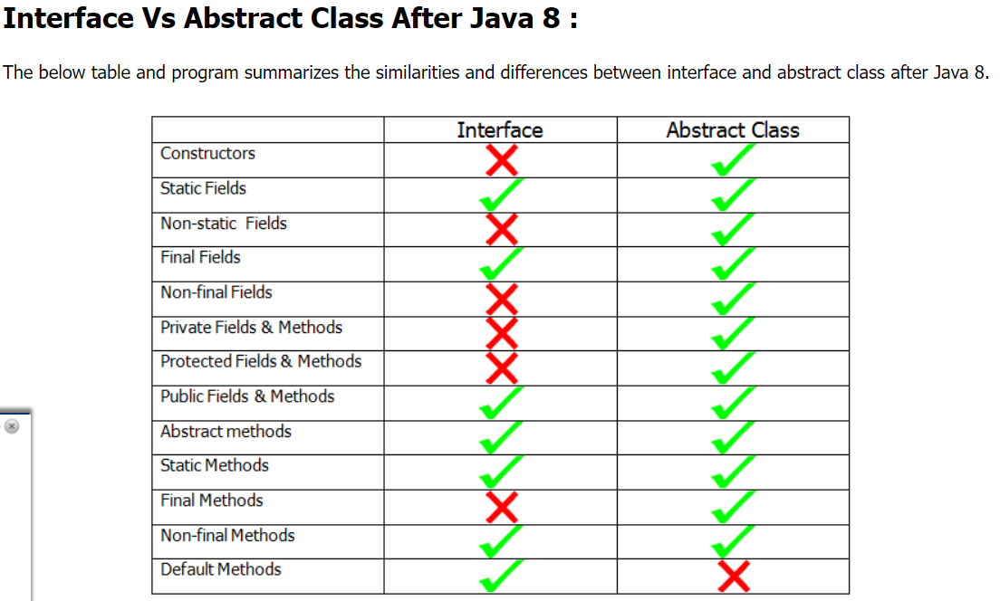 Interface Vs Abstract Class After Java 8 :
The below table and program summarizes the similarities and differences between interface and abstract class after Java 8.
Interface Abstract Class
Constructors
Static Fields
Non-static Fields
Final Fields
Non-final Fields
Private Fields & Methods
Protected Fields & Methods
Public Fields & Methods
Abstract methods
Static Methods
Final Methods
Non-final Methods
Default Methods